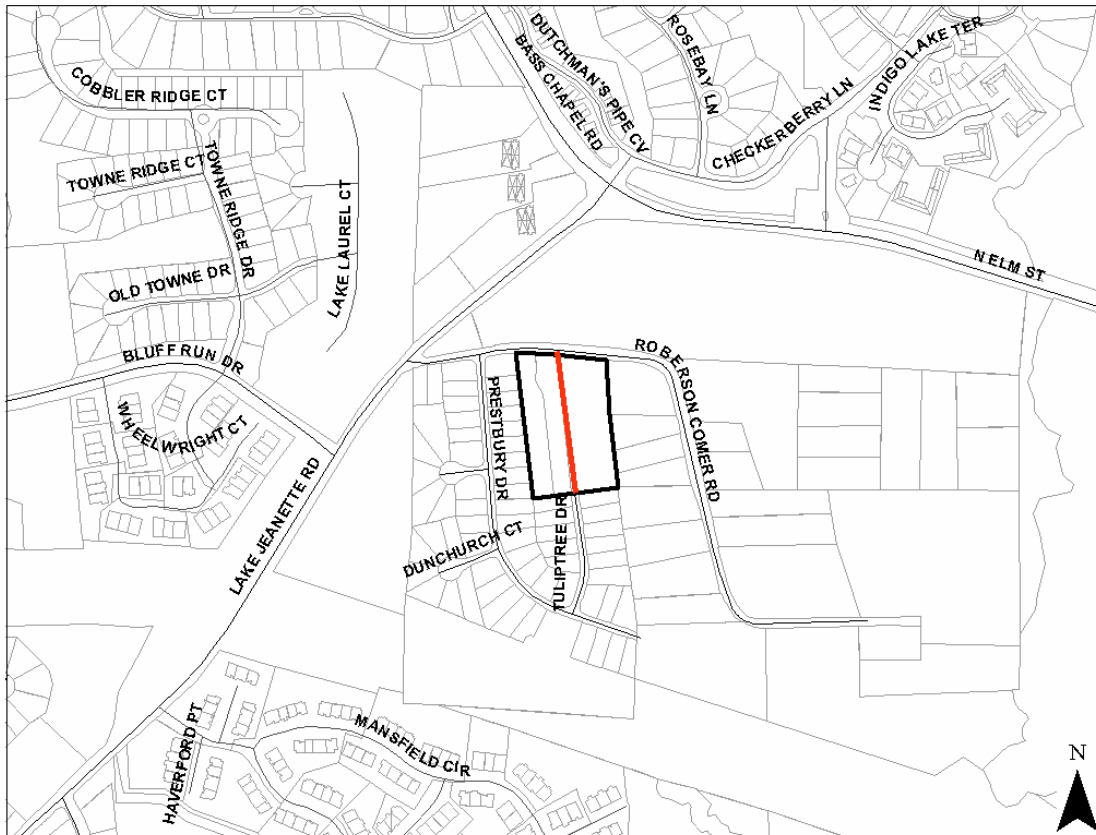 DUTCHMAN'S PIPE CV
BASS CHAPEL RD
ROSEBAY LN
INDIGO LAKE TER
COBBLER RIDGE CT
CHECKERBERRY LN
TOWNE RIDGE CT
TOWNE RIDGE DR
LAKE LAUREL CT
OLD TOWNE DR
N ELM ST
BLUFF RUN DR
ROBERSON COMER RD
PRESTBURY DR
WHEELWRIGHT CT
LAKE JEANETTE RD
TULIPTREE DR
DUNCHURCH CT
HAVERFORD PT
MANSFIELD CIR
N